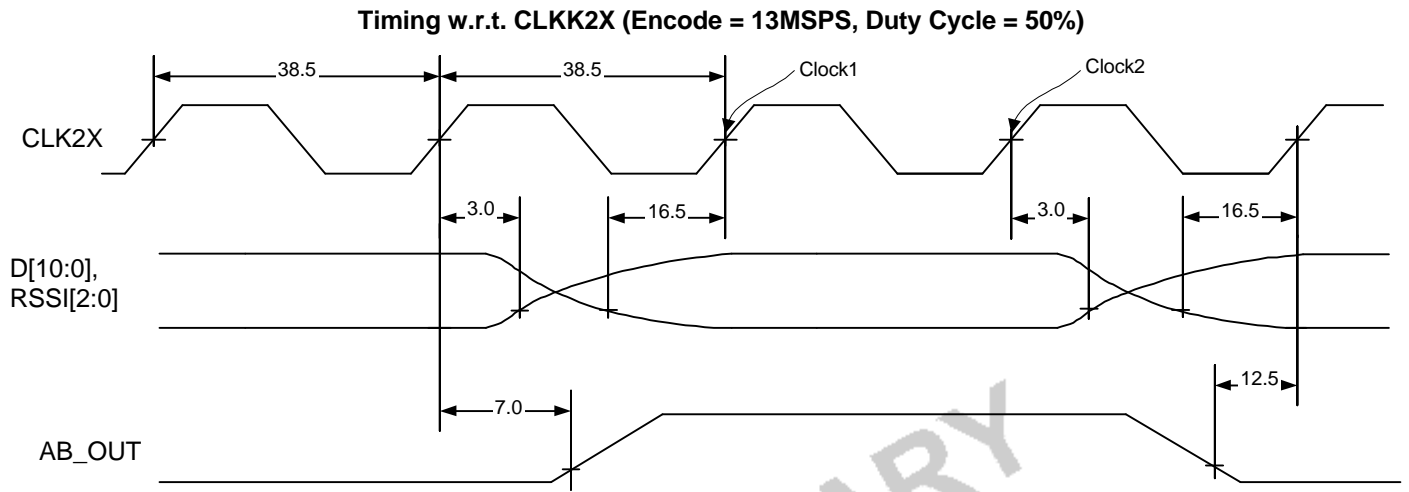 Timing w.r.t. CLKK2X (Encode = 13MSPS, Duty Cycle = 50%)
38.5
38.5
Clock1
Clock2
CLK2X
3.0
16.5
3.0
16.5
D[10:0],
RSSI[2:0]
12.5
7.0
AB_OUT
ARY